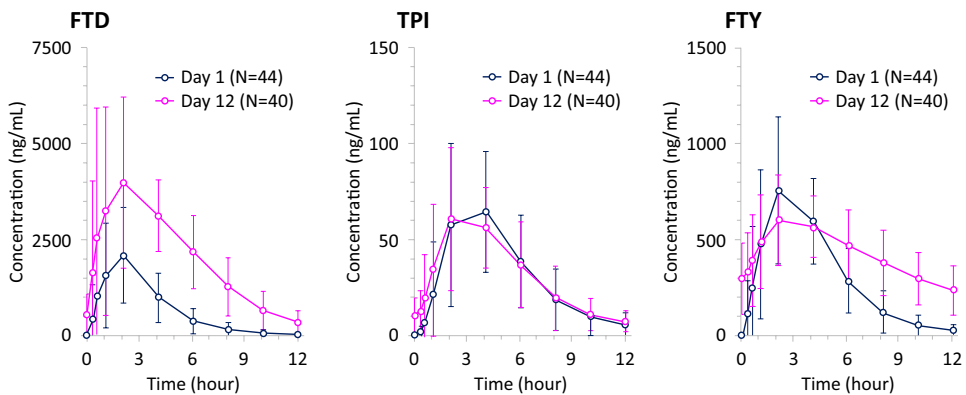 FTD
7500
5000
2500
0
Concentration (ng/mL)
Day 1 (N=44)
Day 12 (N=40)
0 3 6 9 12
Time (hour)
TPI
150
100
50
0
Concentration (ng/mL)
Day 1 (N=44)
Day 12 (N=40)
0 3 6 9 12
Time (hour)
FTY
1500
1000
500
0
Concentration (ng/mL)
Day 1 (N=44)
Day 12 (N=40)
0 3 6 9 12
Time (hour)